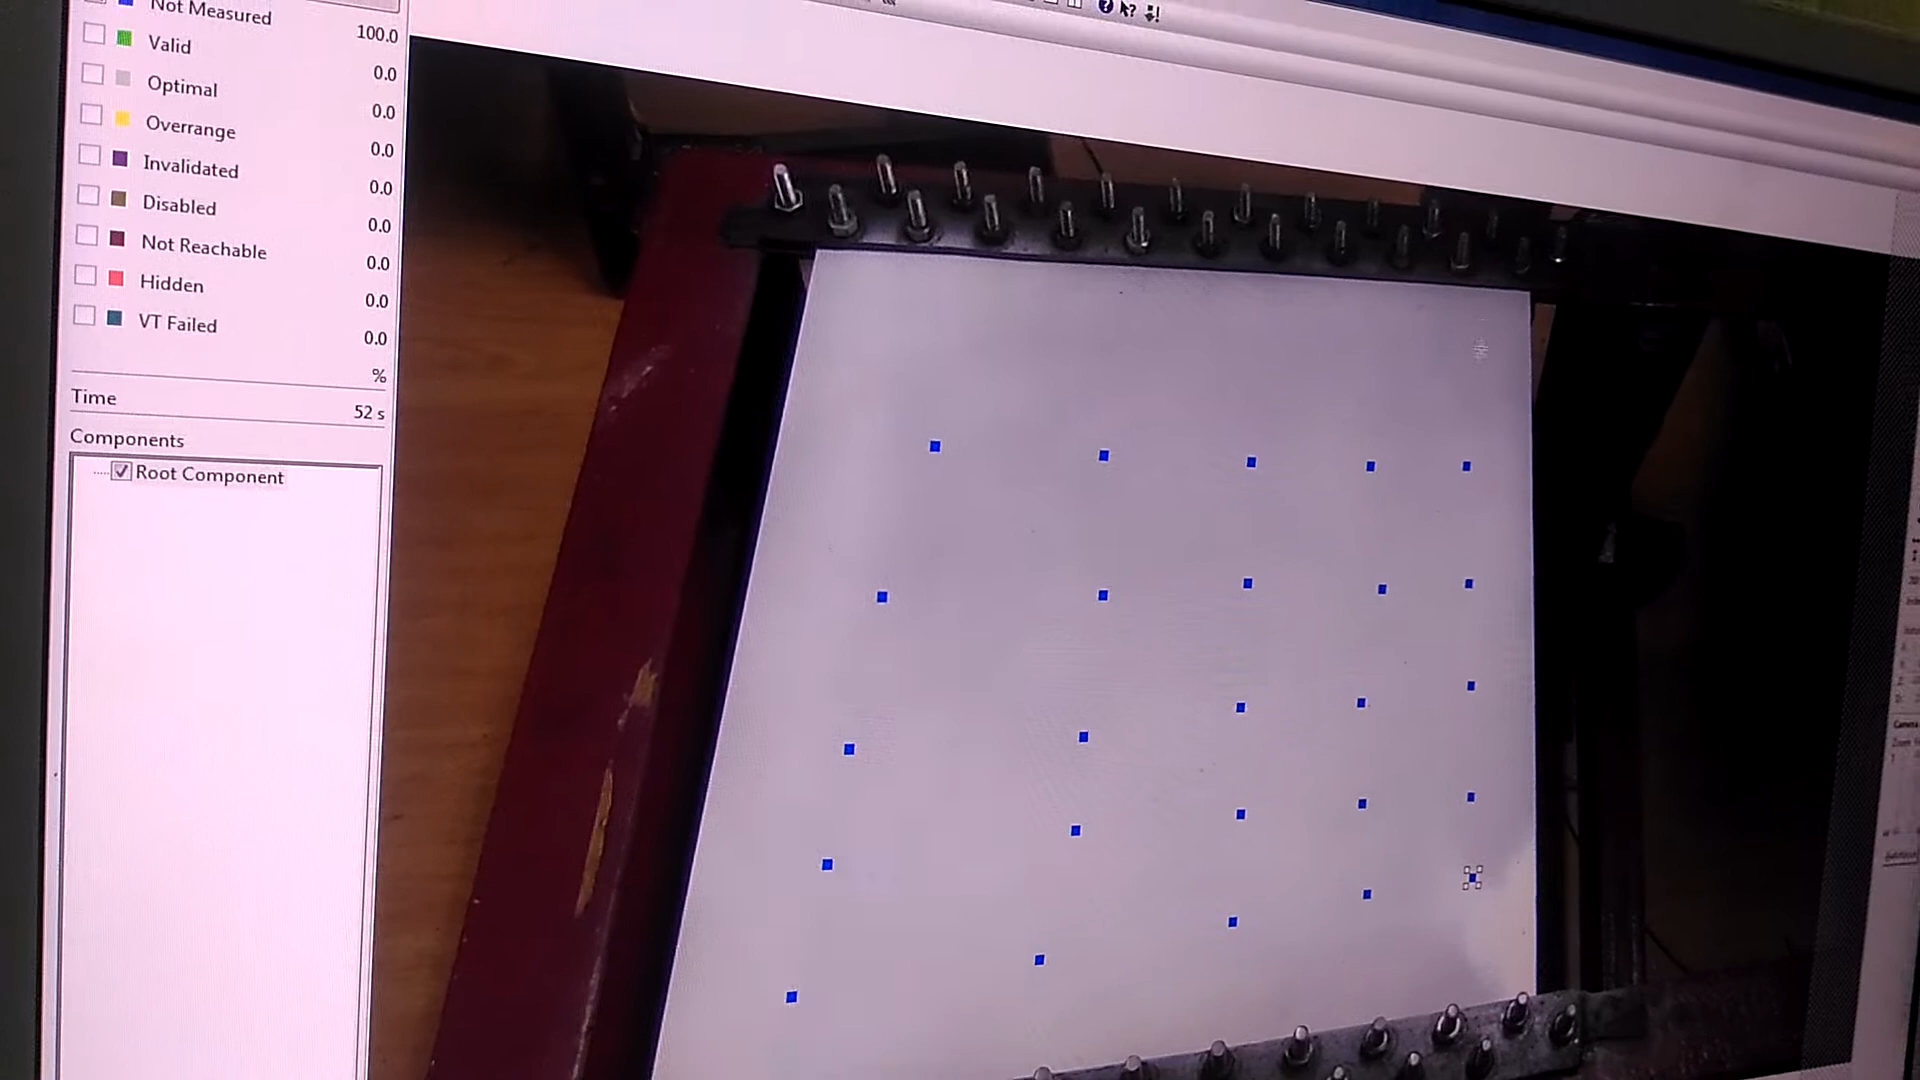 Not Measured 100.0
Valid 0.0
Optimal 0.0
Overrange 0.0
Invalidated 0.0
Disabled 0.0
Not Reachable 0.0
Hidden 0.0
VT Failed 0.0
%
Time 52 s
Components
Root Component